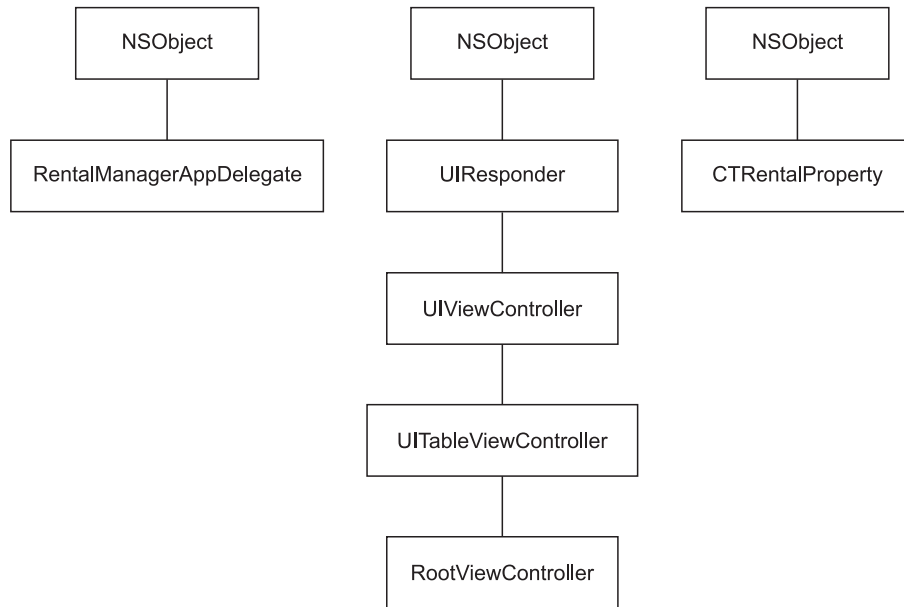 NSObject
NSObject
NSObject
RentalManagerAppDelegate
UIResponder
CTRentalProperty
UIViewController
UITableViewController
RootViewController